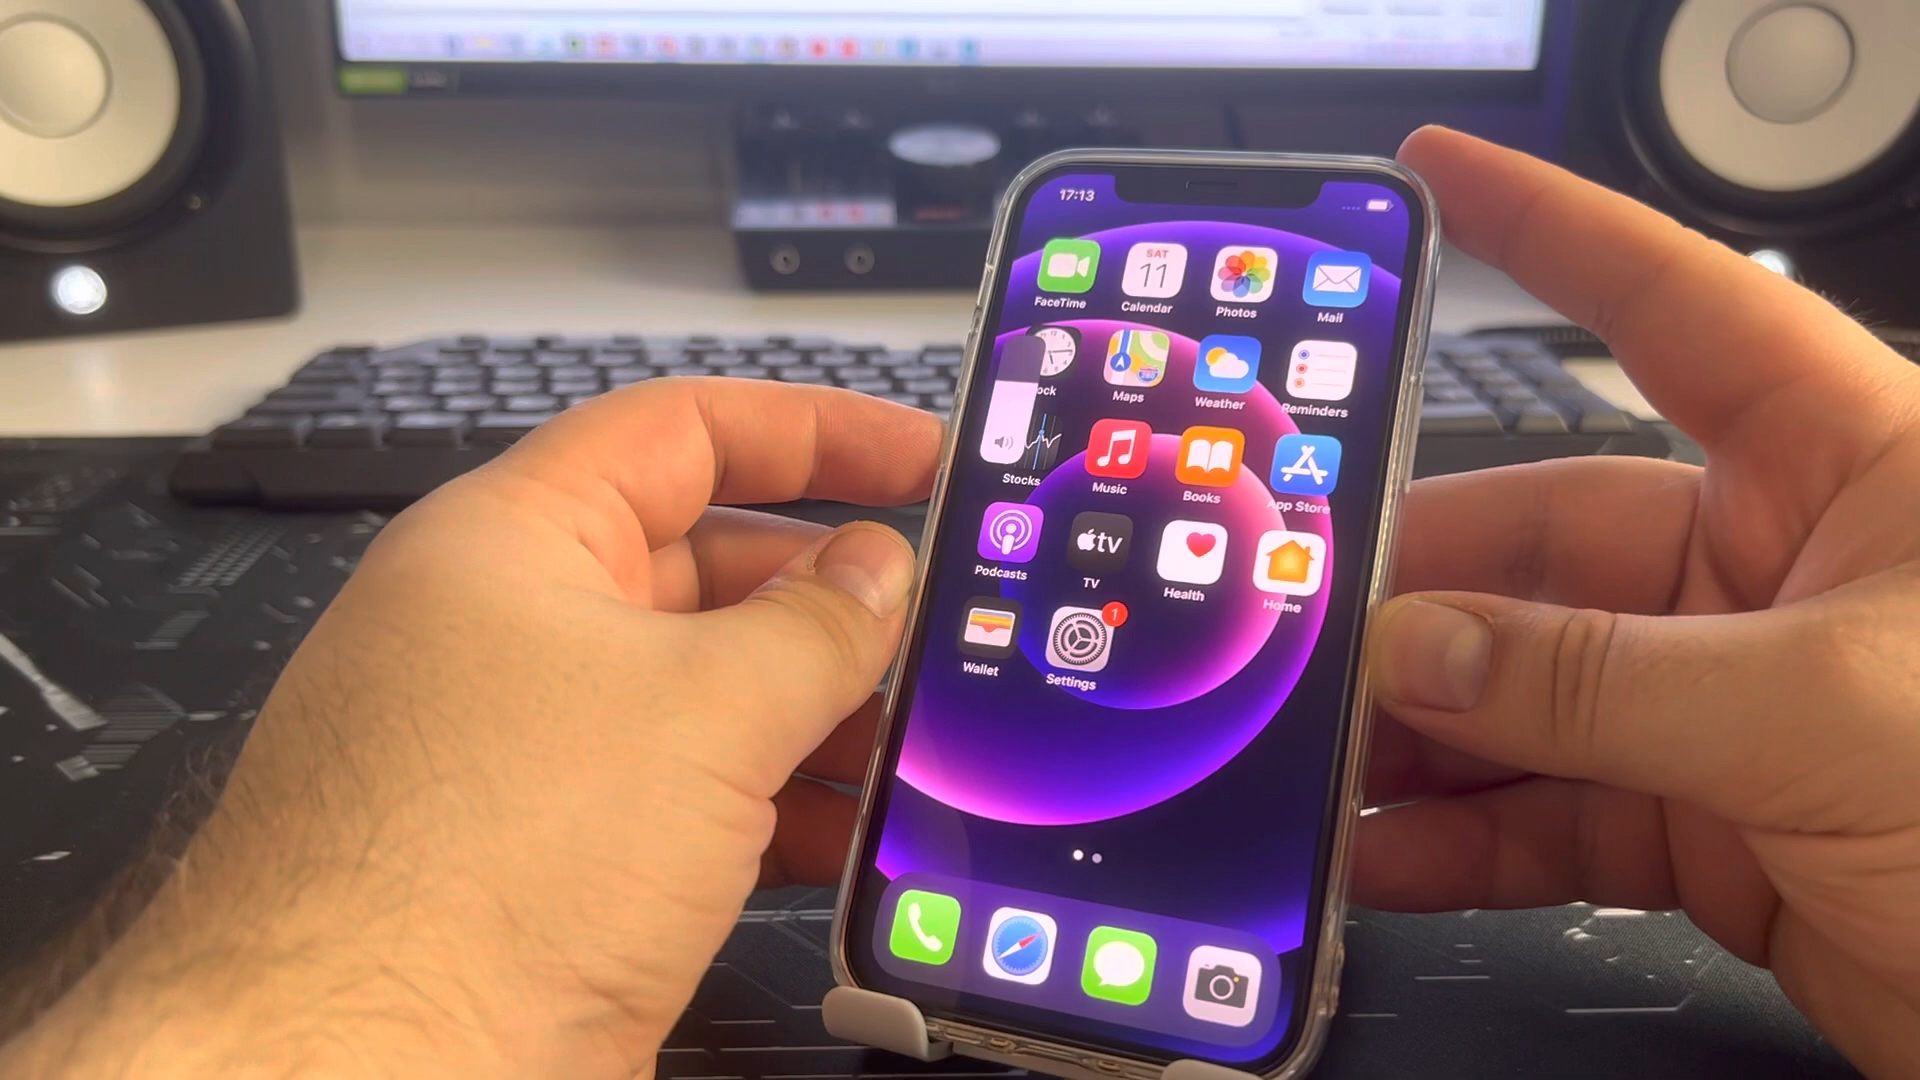 17:13
SAT
11
FaceTime
Calendar
Photos
Mail
ock
Maps
Weather
Reminders
Stocks
Music
Books
App Store
tv
Podcasts
TV
Health
Home
1
Wallet
Settings